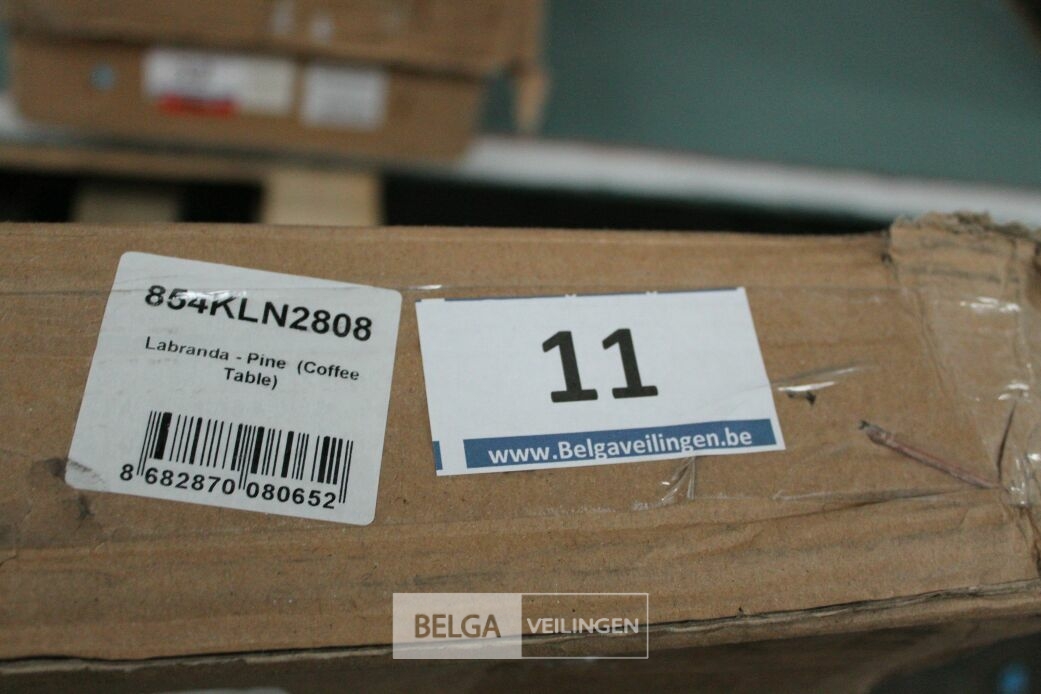 854KLN2808
Labranda - Pine (Coffee
Table)
8 682870 080652
11
www.Belgaveilingen.be
BELGA VEILINGEN